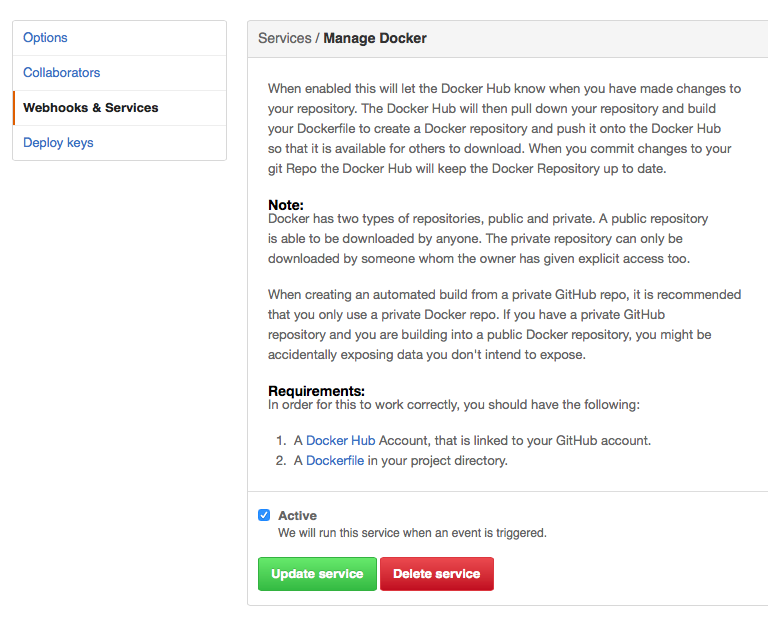 Options
Collaborators
Webhooks & Services
Deploy keys
Services / Manage Docker
When enabled this will let the Docker Hub know when you have made changes to
your repository. The Docker Hub will then pull down your repository and build
your Dockerfile to create a Docker repository and push it onto the Docker Hub
so that it is available for others to download. When you commit changes to your
git Repo the Docker Hub will keep the Docker Repository up to date.
Note:
Docker has two types of repositories, public and private. A public repository
is able to be downloaded by anyone. The private repository can only be
downloaded by someone whom the owner has given explicit access too.
When creating an automated build from a private GitHub repo, it is recommended
that you only use a private Docker repo. If you have a private GitHub
repository and you are building into a public Docker repository, you might be
accidentally exposing data you don't intend to expose.
Requirements:
In order for this to work correctly, you should have the following:
1. A Docker Hub Account, that is linked to your GitHub account.
2. A Dockerfile in your project directory.
Active
We will run this service when an event is triggered.
Update service
Delete service